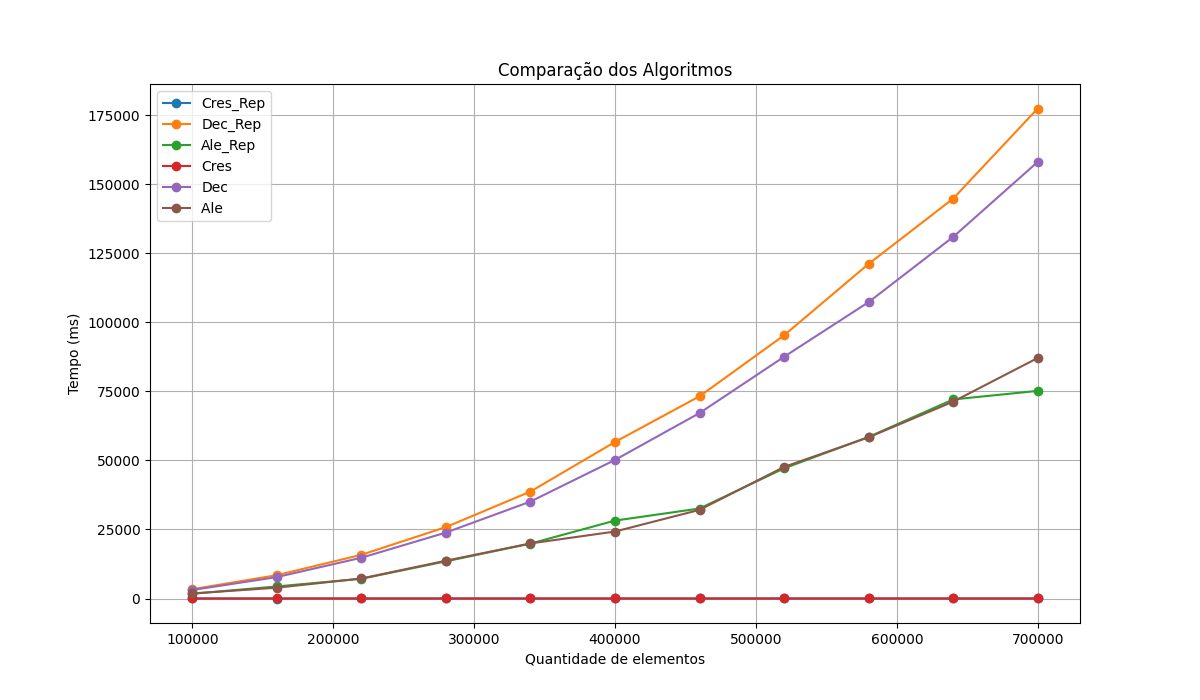 Comparação dos Algoritmos
Cres_Rep
Dec_Rep
Ale_Rep
Cres
Dec
Ale
Tempo (ms)
175000
150000
125000
100000
75000
50000
25000
0
100000
200000
300000
400000
500000
600000
700000
Quantidade de elementos